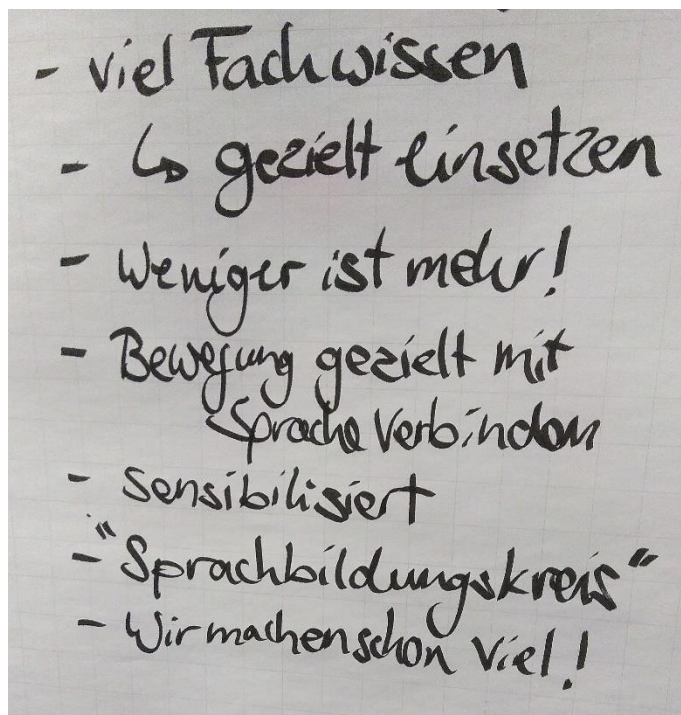 - viel Fachwissen
- ↳ gezielt einsetzen
- Weniger ist mehr!
- Bewegung gezielt mit
Sprache Verbinden
- sensibilisiert
- "Sprachbildungskreis"
- Wir machen schon viel!